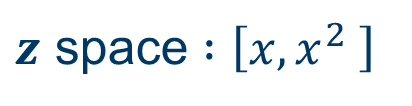 z space : [x, x² ]